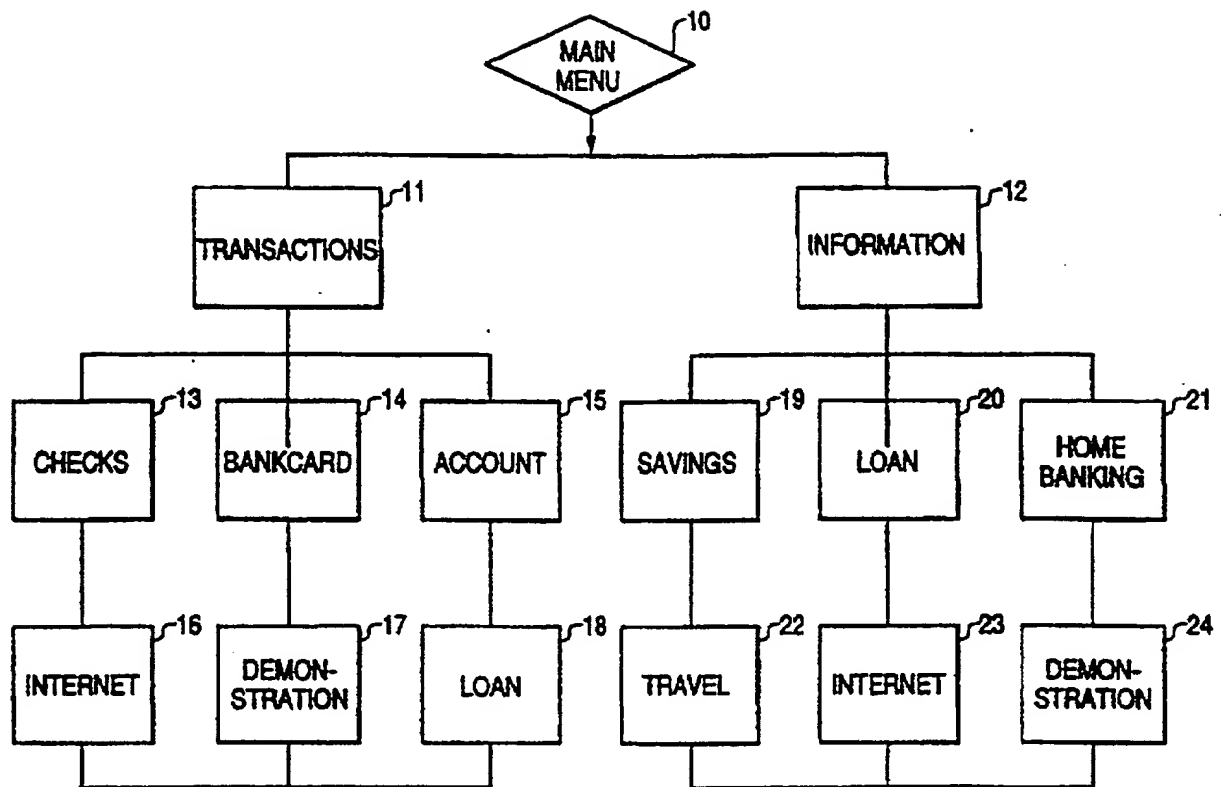 10
MAIN
MENU
11
TRANSACTIONS
12
INFORMATION
13
CHECKS
14
BANKCARD
15
ACCOUNT
19
SAVINGS
20
LOAN
21
HOME
BANKING
16
INTERNET
17
DEMON-
STRATION
18
LOAN
22
TRAVEL
23
INTERNET
24
DEMON-
STRATION